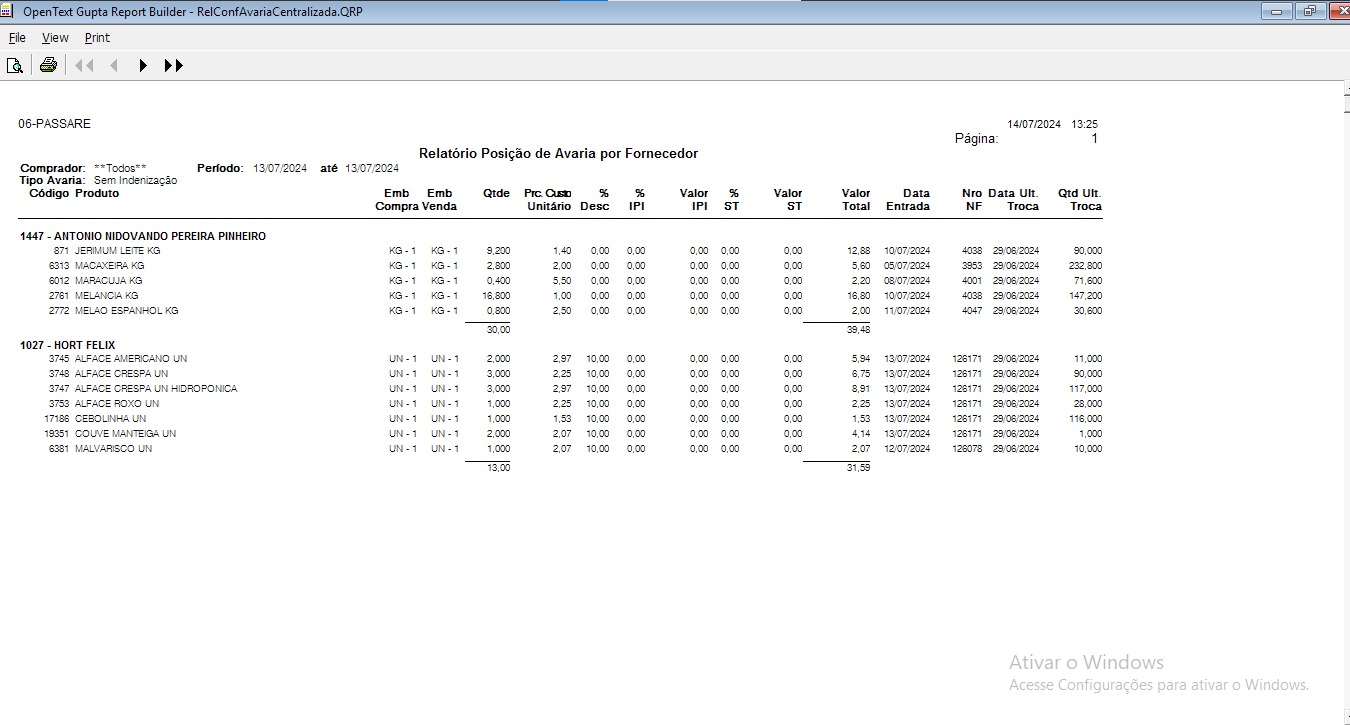 OpenText Gupta Report Builder - RelConfAvariaCentralizada.QRP
File View Print
06-PASSARE 14/07/2024 13:25
Página: 1
Relatório Posição de Avaria por Fornecedor
Comprador: **Todos** Período: 13/07/2024 até 13/07/2024
Tipo Avaria: Sem Indenização
Código Produto Emb Emb Qtde Prc. Custo % % Valor % Valor Valor Data Nro Data Ult. Qtd Ult.
Compra Venda Unitário Desc IPI IPI ST ST Total Entrada NF Troca Troca
1447 - ANTONIO NIDOVANDO PEREIRA PINHEIRO
871 JERIMUM LEITE KG KG - 1 KG - 1 9,200 1,40 0,00 0,00 0,00 0,00 0,00 12,88 10/07/2024 4038 29/06/2024 90,000
6313 MACAXEIRA KG KG - 1 KG - 1 2,800 2,00 0,00 0,00 0,00 0,00 0,00 5,60 05/07/2024 3953 29/06/2024 232,800
6012 MARACUJA KG KG - 1 KG - 1 0,400 5,50 0,00 0,00 0,00 0,00 0,00 2,20 08/07/2024 4001 29/06/2024 71,600
2761 MELANCIA KG KG - 1 KG - 1 16,800 1,00 0,00 0,00 0,00 0,00 0,00 16,80 10/07/2024 4038 29/06/2024 147,200
2772 MELAO ESPANHOL KG KG - 1 KG - 1 0,800 2,50 0,00 0,00 0,00 0,00 0,00 2,00 11/07/2024 4047 29/06/2024 30,600
30,00 39,48
1027 - HORT FELIX
3745 ALFACE AMERICANO UN UN - 1 UN - 1 2,000 2,97 10,00 0,00 0,00 0,00 0,00 5,94 13/07/2024 126171 29/06/2024 11,000
3748 ALFACE CRESPA UN UN - 1 UN - 1 3,000 2,25 10,00 0,00 0,00 0,00 0,00 6,75 13/07/2024 126171 29/06/2024 90,000
3747 ALFACE CRESPA UN HIDROPONICA UN - 1 UN - 1 3,000 2,97 10,00 0,00 0,00 0,00 0,00 8,91 13/07/2024 126171 29/06/2024 117,000
3753 ALFACE ROXO UN UN - 1 UN - 1 1,000 2,25 10,00 0,00 0,00 0,00 0,00 2,25 13/07/2024 126171 29/06/2024 28,000
17186 CEBOLINHA UN UN - 1 UN - 1 1,000 1,53 10,00 0,00 0,00 0,00 0,00 1,53 13/07/2024 126171 29/06/2024 116,000
19351 COUVE MANTEIGA UN UN - 1 UN - 1 2,000 2,07 10,00 0,00 0,00 0,00 0,00 4,14 13/07/2024 126171 29/06/2024 1,000
6381 MALVARISCO UN UN - 1 UN - 1 1,000 2,07 10,00 0,00 0,00 0,00 0,00 2,07 12/07/2024 126078 29/06/2024 10,000
13,00 31,59
Ativar o Windows
Acesse Configurações para ativar o Windows.